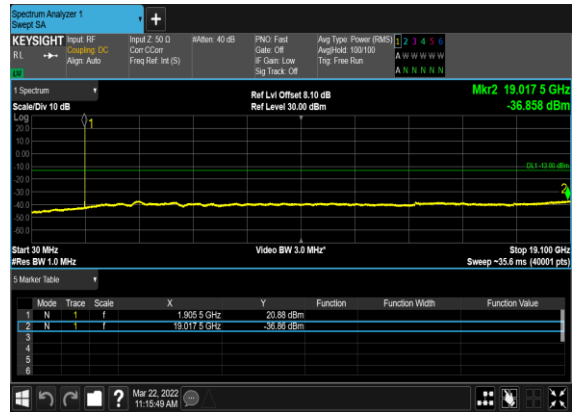 Spectrum Analyzer 1
Swept SA
KEYSIGHT Input: RF Input Z: 50 Ω #Atten: 40 dB PNO: Fast Avg Type: Power (RMS) 1 2 3 4 5 6
RL Coupling: DC Corr CCorr Gate: Off Avg|Hold: 100/100 A W W W W W
Align: Auto Freq Ref: Int (S) IF Gain: Low Trig: Free Run
Sig Track: Off A N N N N N
1 Spectrum Ref Lvl Offset 8.10 dB Mkr2 19.017 5 GHz
Scale/Div 10 dB Ref Level 30.00 dBm -36.858 dBm
Log
1
20.0
10.0
0.00
-10.0
DL1 -13.00 dBm
-20.0
-30.0
2
-40.0
-50.0
-60.0
Start 30 MHz Video BW 3.0 MHz* Stop 19.100 GHz
#Res BW 1.0 MHz Sweep ~35.6 ms (40001 pts)
5 Marker Table
Mode Trace Scale X Y Function Function Width Function Value
1 N 1 f 1.905 5 GHz 20.88 dBm
2 N 1 f 19.017 5 GHz -36.86 dBm
3
4
5
6
? Mar 22, 2022
11:15:49 AM